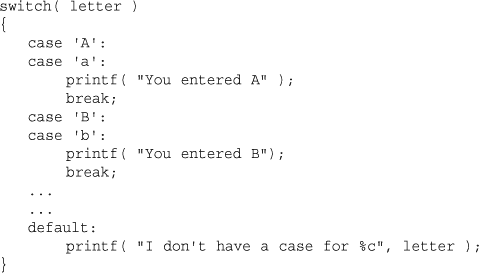 switch( letter )
{
    case 'A':
    case 'a':
        printf( "You entered A" );
        break;
    case 'B':
    case 'b':
        printf( "You entered B");
        break;
    ...
    ...
    default:
        printf( "I don't have a case for %c", letter );
}